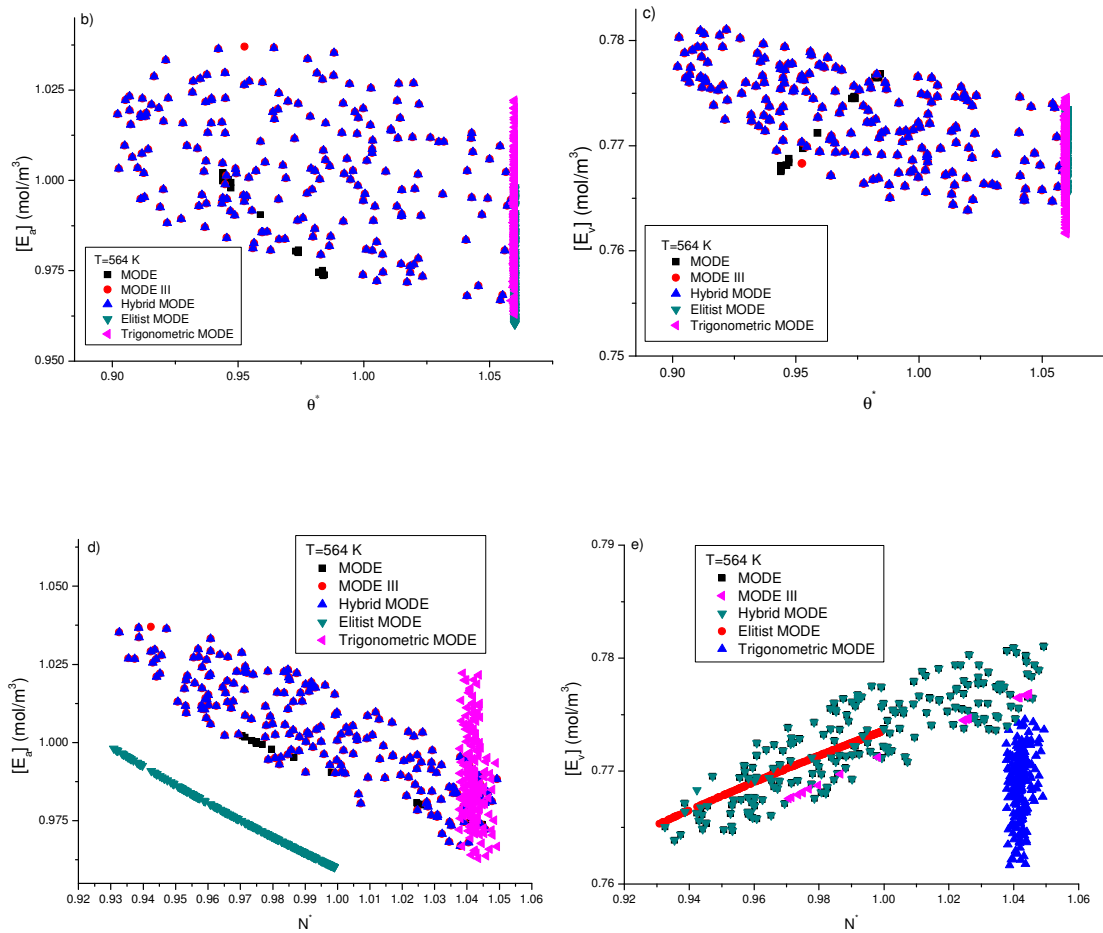 b)
1.025
1.000
0.975
0.950
[Eₐ] (mol/m³)
T=564 K
MODE
MODE III
Hybrid MODE
Elitist MODE
Trigonometric MODE
0.90 0.95 1.00 1.05
θ*
c)
0.78
0.77
0.76
0.75
[Eᵥ] (mol/m³)
T=564 K
MODE
MODE III
Hybrid MODE
Elitist MODE
Trigonometric MODE
0.90 0.95 1.00 1.05
θ*
d)
1.050
1.025
1.000
0.975
[Eₐ] (mol/m³)
T=564 K
MODE
MODE III
Hybrid MODE
Elitist MODE
Trigonometric MODE
0.92 0.93 0.94 0.95 0.96 0.97 0.98 0.99 1.00 1.01 1.02 1.03 1.04 1.05 1.06
N*
e)
0.79
0.78
0.77
0.76
[Eᵥ] (mol/m³)
T=564 K
MODE
MODE III
Hybrid MODE
Elitist MODE
Trigonometric MODE
0.92 0.94 0.96 0.98 1.00 1.02 1.04 1.06
N*